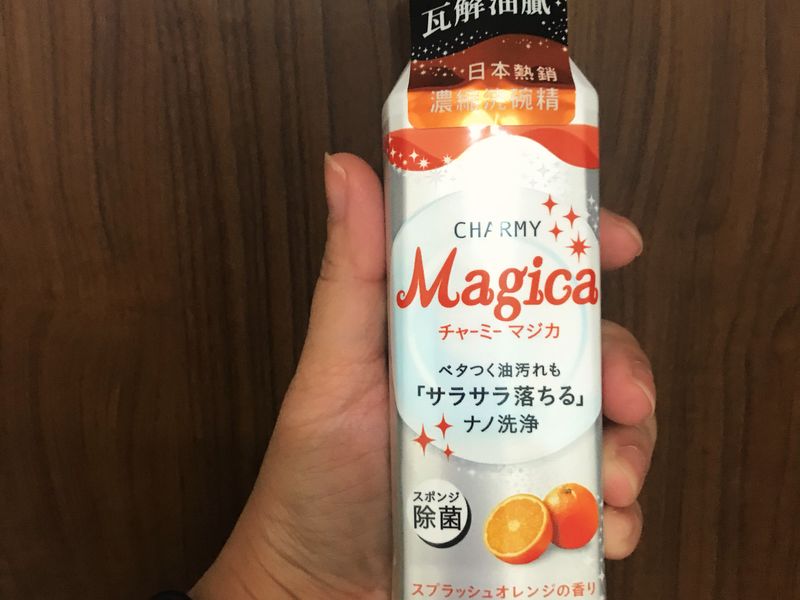 瓦解油膩
日本熱銷
濃縮洗碗精
CHARMY
Magica
チャーミー マジカ
ベタつく油汚れも
「サラサラ落ちる」
ナノ洗浄
スポンジ
除菌
スプラッシュオレンジの香り